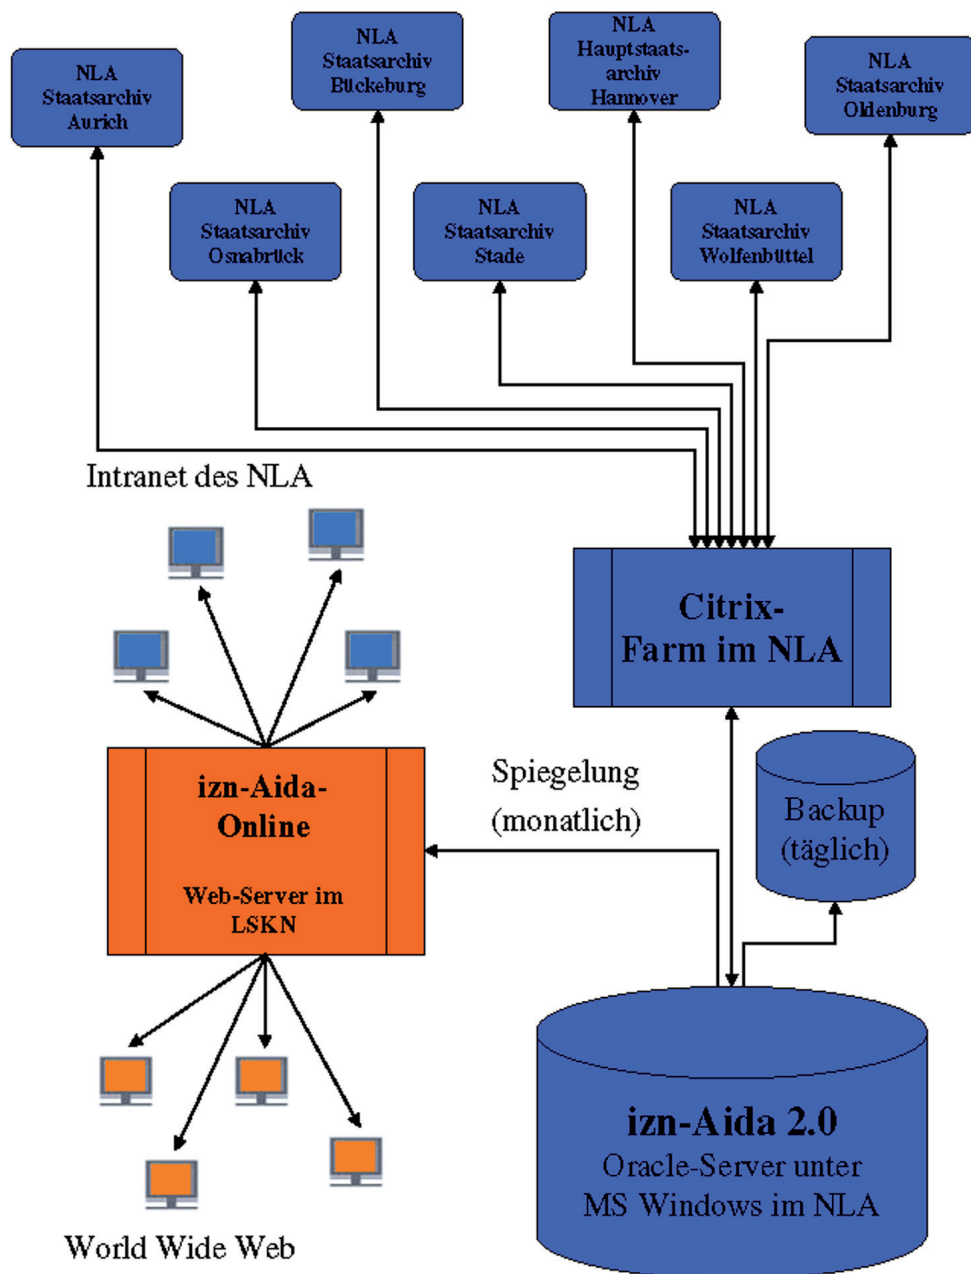 NLA
Staatsarchiv
Aurich
NLA
Staatsarchiv
Bückeburg
NLA
Hauptstaats-
archiv
Hannover
NLA
Staatsarchiv
Oldenburg
NLA
Staatsarchiv
Osnabrück
NLA
Staatsarchiv
Stade
NLA
Staatsarchiv
Wolfenbüttel
Intranet des NLA
Citrix-
Farm im NLA
izn-Aida-
Online
Web-Server im
LSKN
Spiegelung
(monatlich)
Backup
(täglich)
izn-Aida 2.0
Oracle-Server unter
MS Windows im NLA
World Wide Web